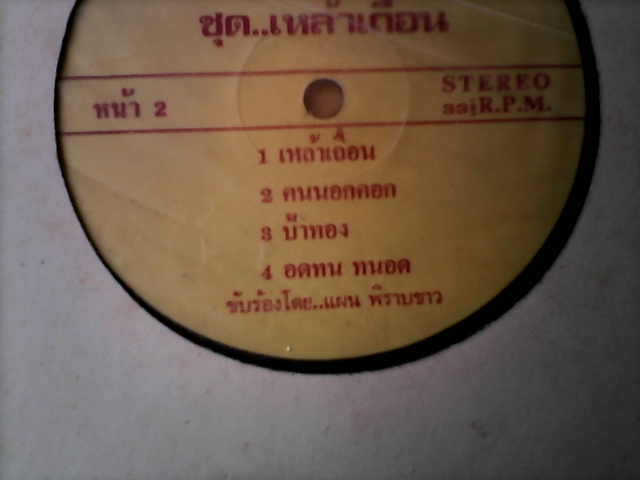 ชุด..เหล้าเถื่อน
หน้า 2
STEREO
33⅓R.P.M.
1 เหล้าเถื่อน
2 คนนอกคอก
3 บ๊าทอง
4 อดทน ทนอด
ขับร้องโดย..แผน พิราบขาว